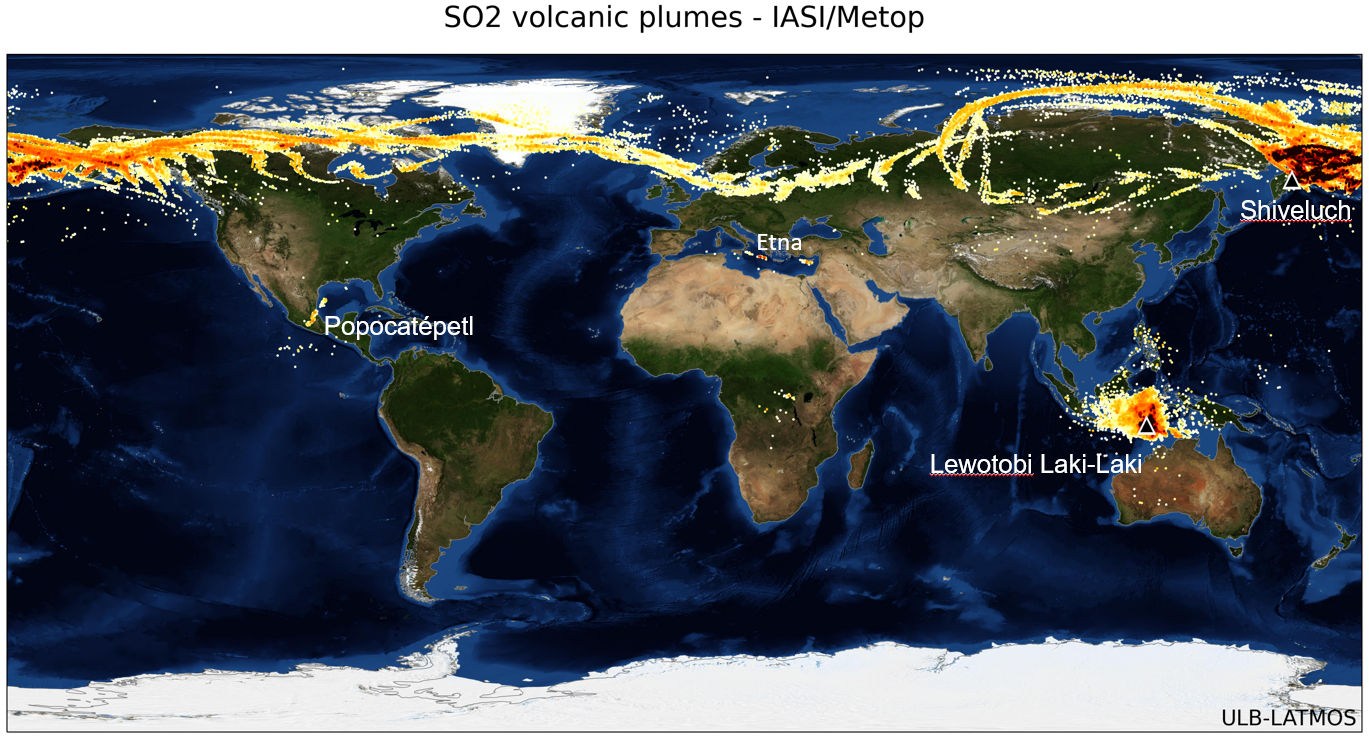 SO2 volcanic plumes - IASI/Metop
Shiveluch
Etna
Popocatépetl
Lewotobi Laki-Laki
ULB-LATMOS